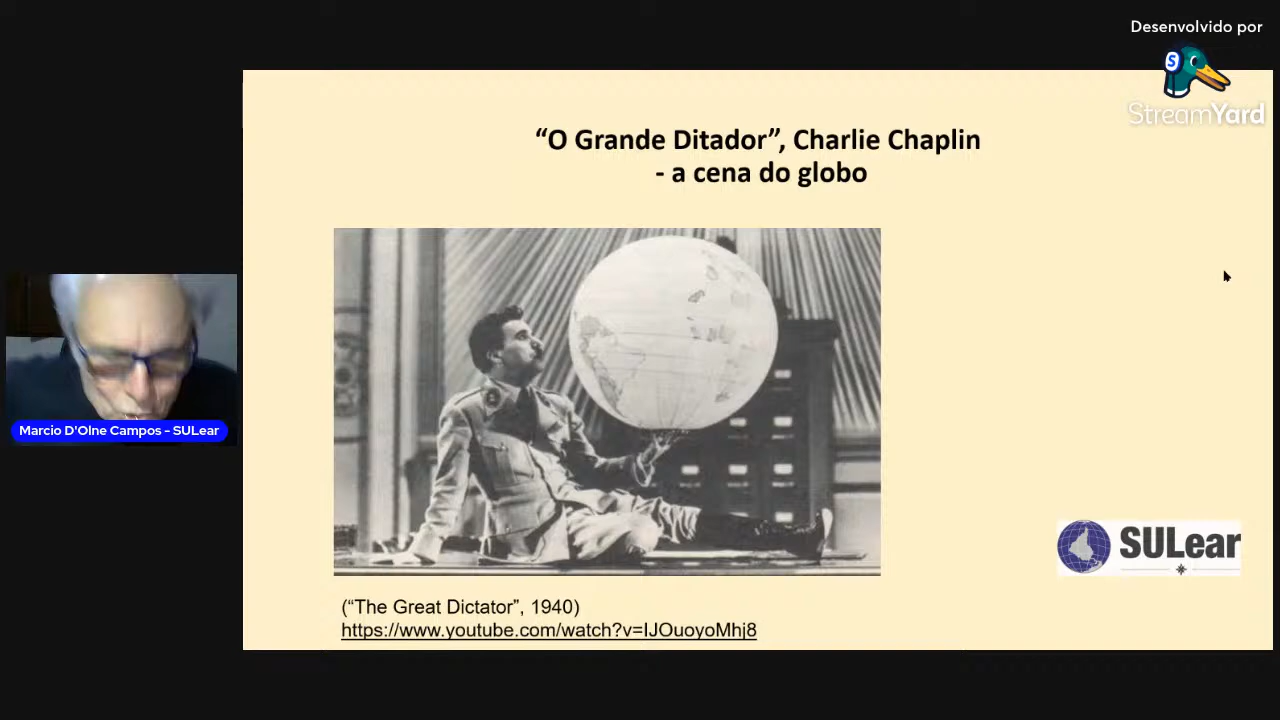 Desenvolvido por
StreamYard
“O Grande Ditador”, Charlie Chaplin
- a cena do globo
Marcio D'Olne Campos - SULear
SULear
(“The Great Dictator”, 1940)
https://www.youtube.com/watch?v=IJOuoyoMhj8